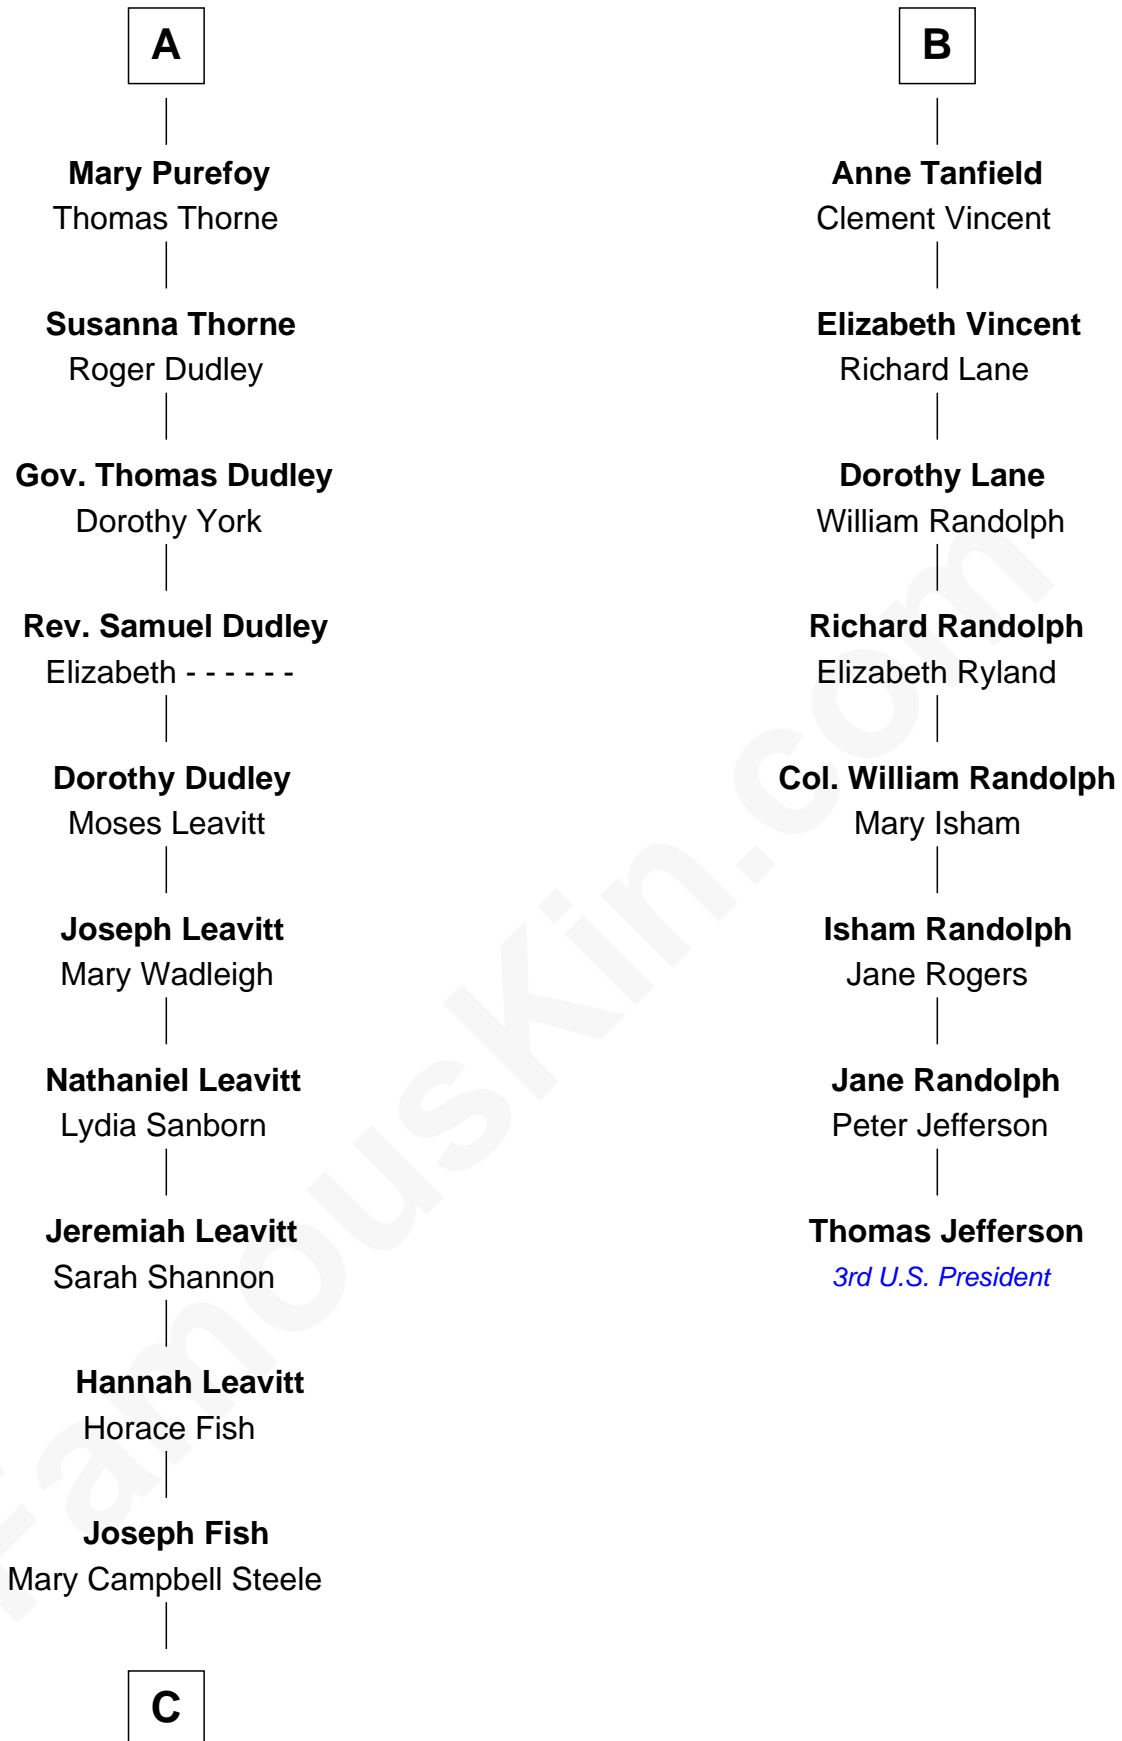 A
Mary Purefoy
Thomas Thorne
Susanna Thorne
Roger Dudley
Gov. Thomas Dudley
Dorothy York
Rev. Samuel Dudley
Elizabeth - - - - - -
Dorothy Dudley
Moses Leavitt
Joseph Leavitt
Mary Wadleigh
Nathaniel Leavitt
Lydia Sanborn
Jeremiah Leavitt
Sarah Shannon
Hannah Leavitt
Horace Fish
Joseph Fish
Mary Campbell Steele
C
B
Anne Tanfield
Clement Vincent
Elizabeth Vincent
Richard Lane
Dorothy Lane
William Randolph
Richard Randolph
Elizabeth Ryland
Col. William Randolph
Mary Isham
Isham Randolph
Jane Rogers
Jane Randolph
Peter Jefferson
Thomas Jefferson
3rd U.S. President
FamousKin.com